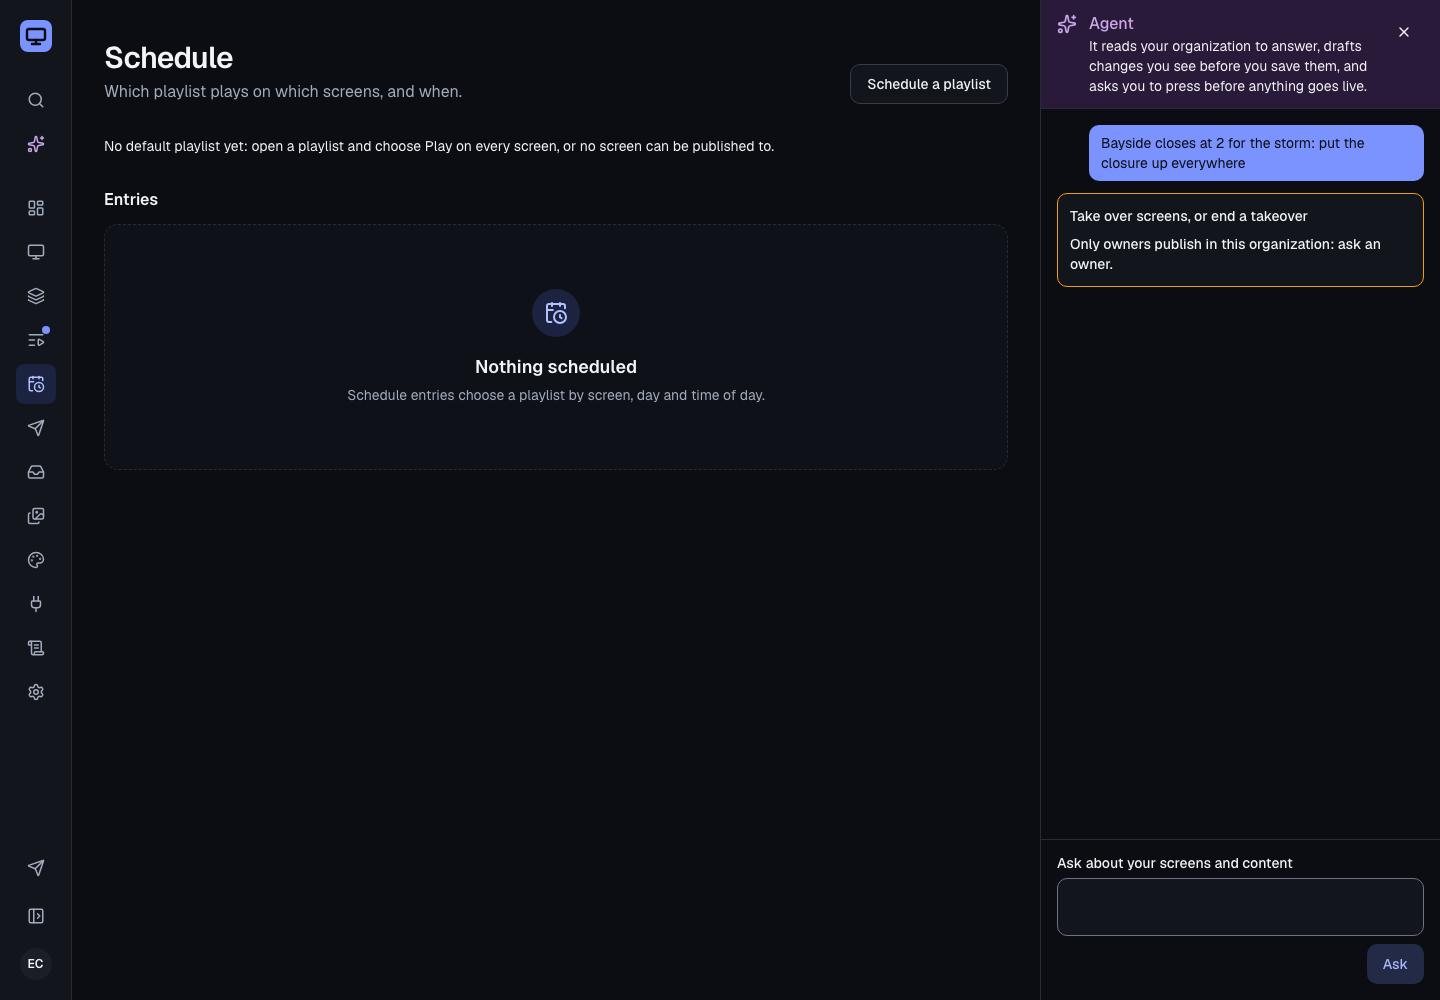 Schedule
Which playlist plays on which screens, and when.
Schedule a playlist
No default playlist yet: open a playlist and choose Play on every screen, or no screen can be published to.
Entries
Nothing scheduled
Schedule entries choose a playlist by screen, day and time of day.
EC
Agent
It reads your organization to answer, drafts
changes you see before you save them, and
asks you to press before anything goes live.
Bayside closes at 2 for the storm: put the
closure up everywhere
Take over screens, or end a takeover
Only owners publish in this organization: ask an
owner.
Ask about your screens and content
Ask